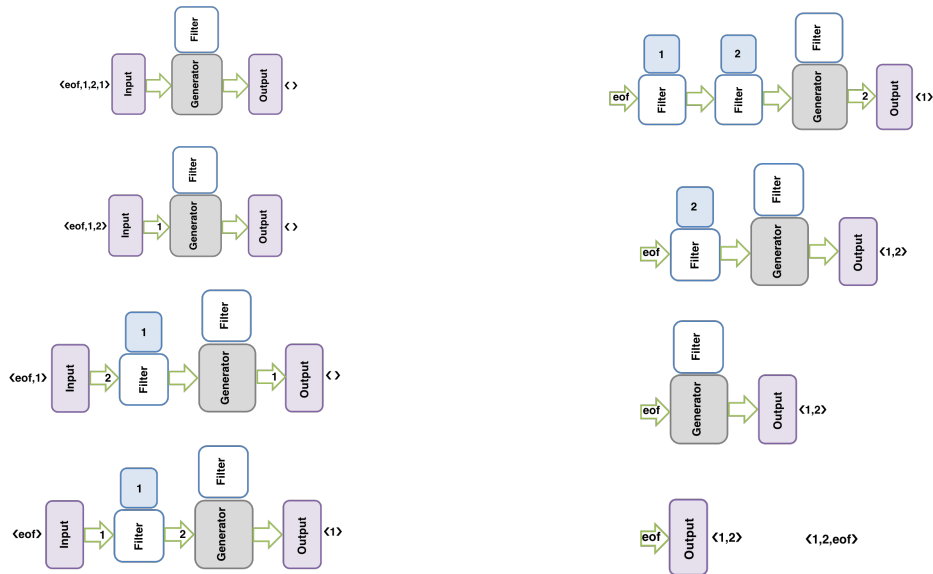 Filter
<eof,1,2,1>
Input
Generator
Output
< >
Filter
<eof,1,2>
Input
1
Generator
Output
< >
1
Filter
<eof,1>
Input
2
Filter
Generator
1
Output
< >
1
Filter
<eof>
Input
1
Filter
2
Generator
Output
<1>
1
2
Filter
eof
Filter
Filter
Generator
2
Output
<1>
2
Filter
eof
Filter
Generator
Output
<1,2>
Filter
eof
Generator
Output
<1,2>
eof
Output
<1,2>
<1,2,eof>